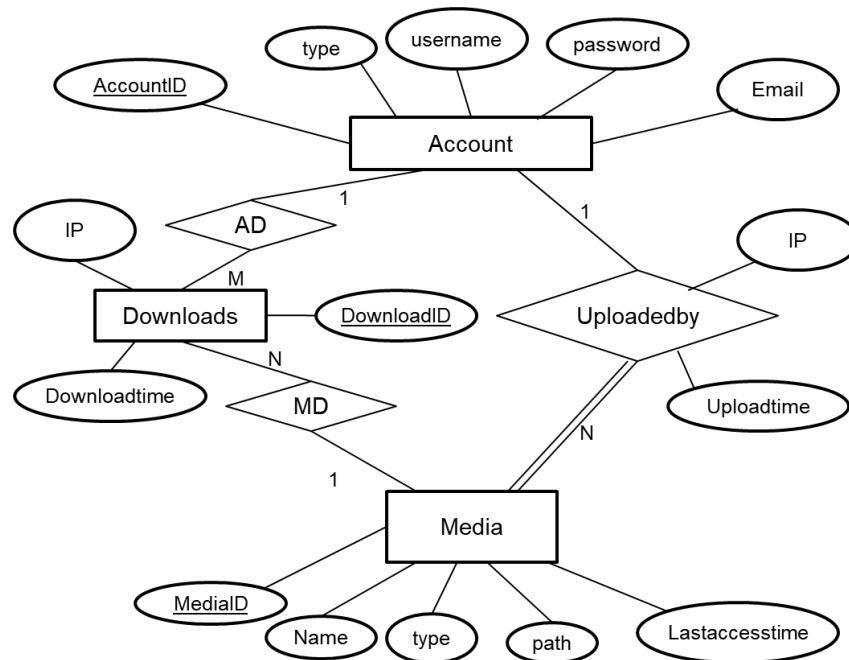 type
username
password
AccountID
Email
Account
1
1
AD
IP
IP
M
Downloads
DownloadID
Uploadedby
N
Downloadtime
MD
Uploadtime
N
1
Media
MediaID
Name
type
path
Lastaccesstime